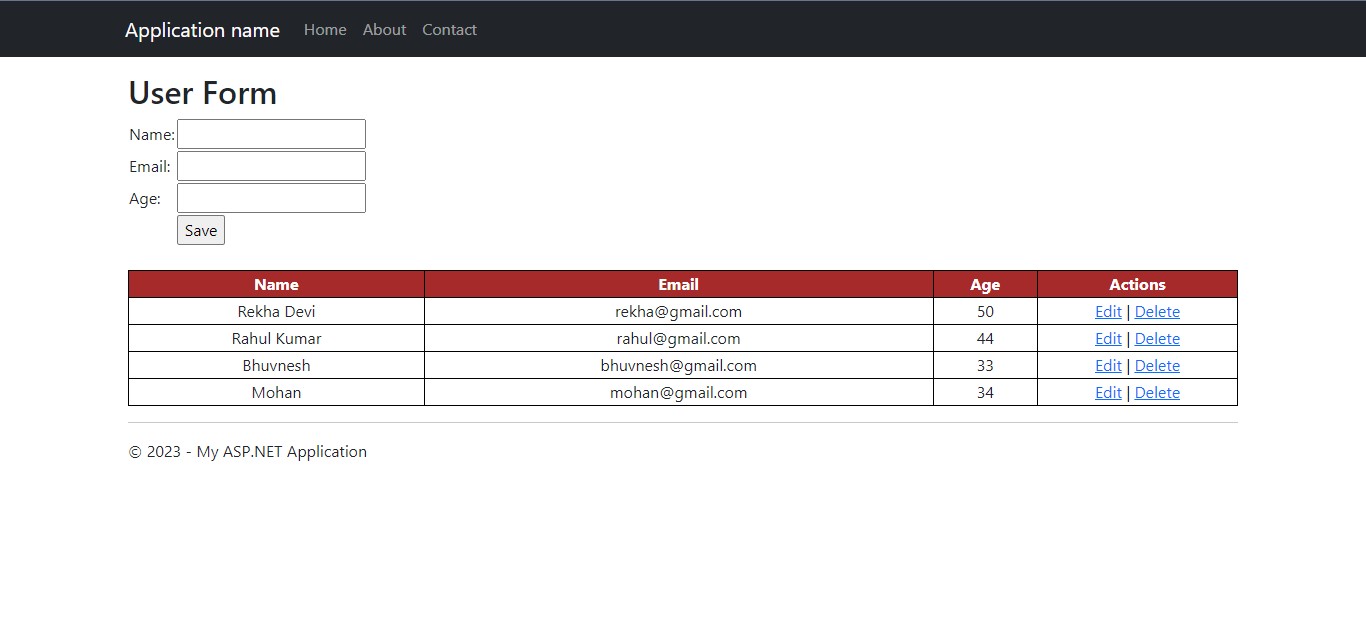 Application name Home About Contact
User Form
Name:
Email:
Age:
Save
Name Email Age Actions
Rekha Devi rekha@gmail.com 50 Edit | Delete
Rahul Kumar rahul@gmail.com 44 Edit | Delete
Bhuvnesh bhuvnesh@gmail.com 33 Edit | Delete
Mohan mohan@gmail.com 34 Edit | Delete
© 2023 - My ASP.NET Application